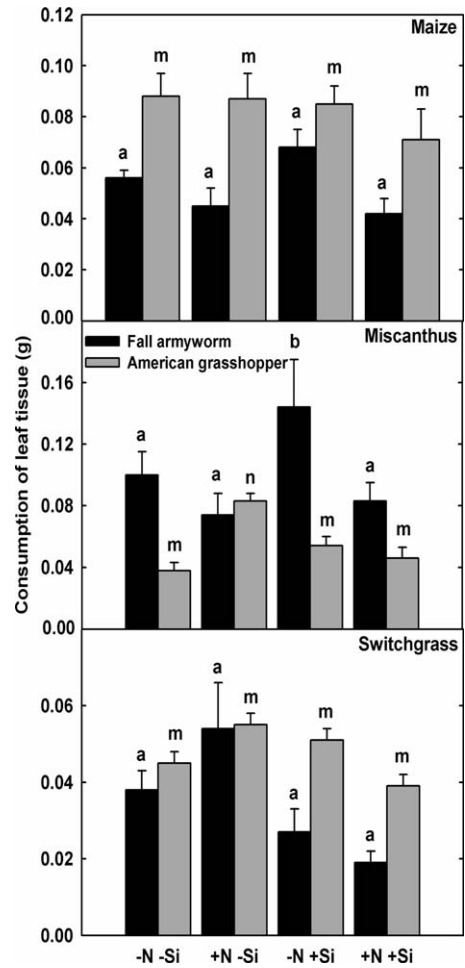 0.12
Maize
m m m
0.10
m
0.08
a
a
0.06
a
a
0.04
0.02
0.00
b
Fall armyworm Miscanthus
American grasshopper
0.16
a
0.12
a n a
0.08
m m
m
0.04
0.00
Consumption of leaf tissue (g)
Switchgrass
a
m
0.06
m
m
a
m
0.04
a
a
0.02
0.00
-N -Si +N -Si -N +Si +N +Si